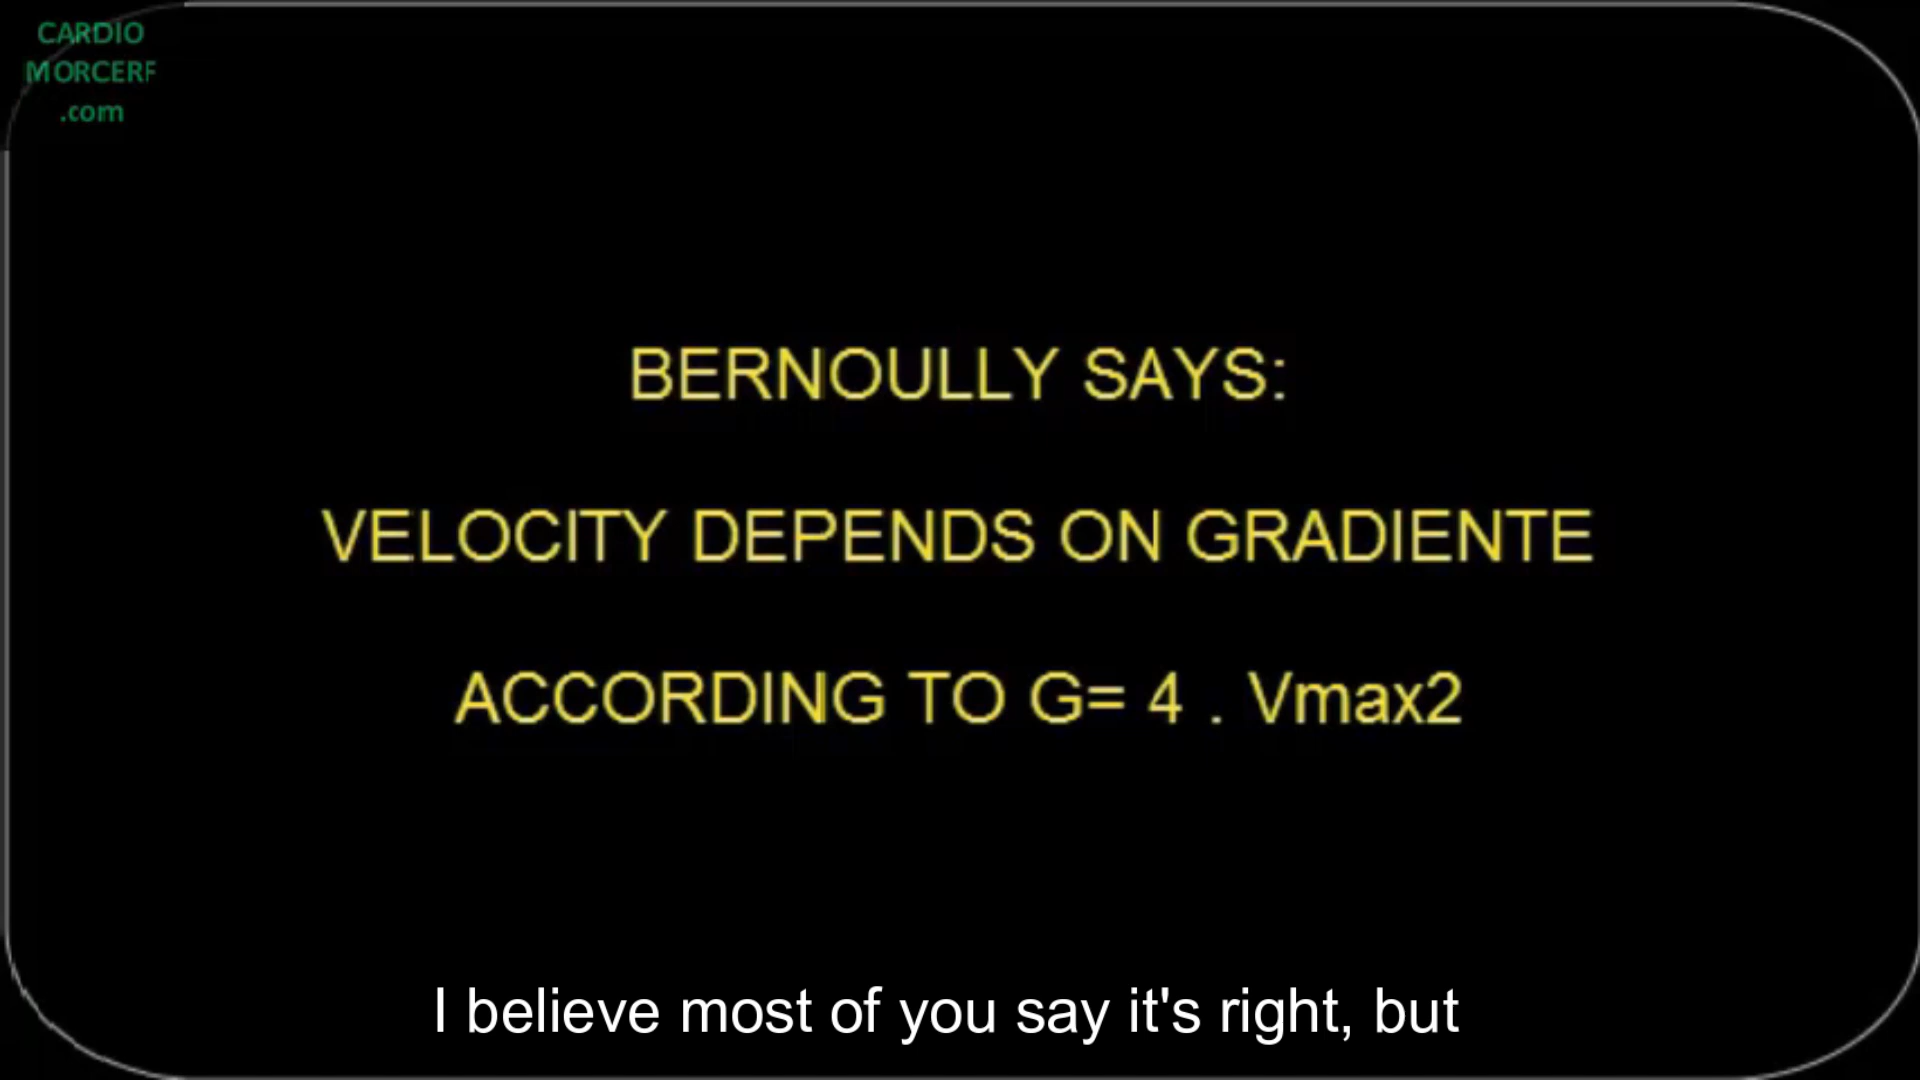 CARDIO
MORCERF
.com
BERNOULLY SAYS:
VELOCITY DEPENDS ON GRADIENTE
ACCORDING TO G= 4 . Vmax2
I believe most of you say it's right, but